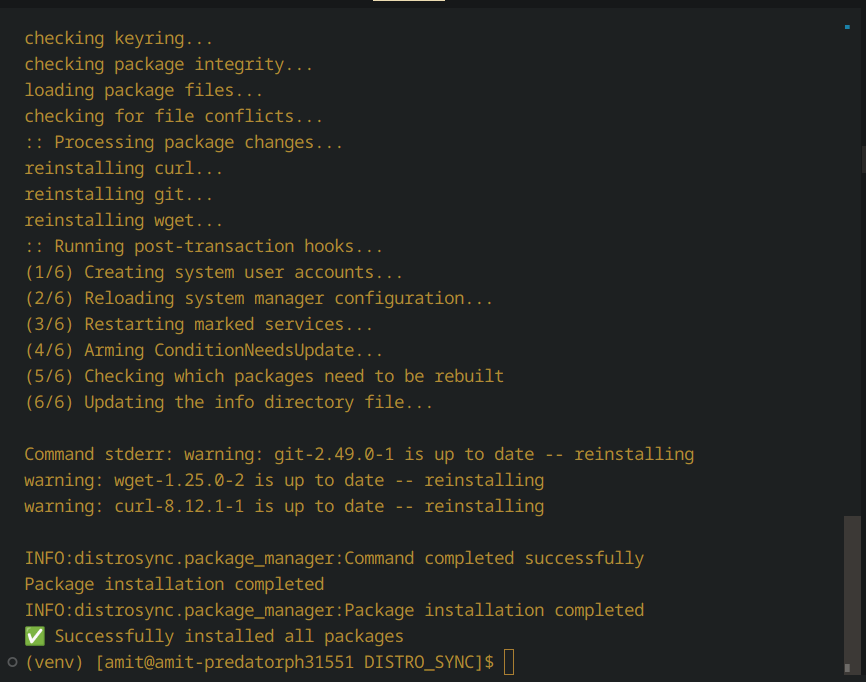 checking keyring...
checking package integrity...
loading package files...
checking for file conflicts...
:: Processing package changes...
reinstalling curl...
reinstalling git...
reinstalling wget...
:: Running post-transaction hooks...
(1/6) Creating system user accounts...
(2/6) Reloading system manager configuration...
(3/6) Restarting marked services...
(4/6) Arming ConditionNeedsUpdate...
(5/6) Checking which packages need to be rebuilt
(6/6) Updating the info directory file...
Command stderr: warning: git-2.49.0-1 is up to date -- reinstalling
warning: wget-1.25.0-2 is up to date -- reinstalling
warning: curl-8.12.1-1 is up to date -- reinstalling
INFO:distrosync.package_manager:Command completed successfully
Package installation completed
INFO:distrosync.package_manager:Package installation completed
✅ Successfully installed all packages
(venv) [amit@amit-predatorph31551 DISTRO_SYNC]$